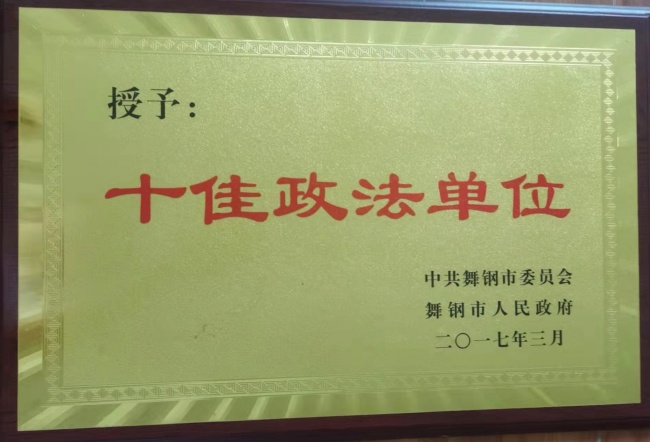 授予：
十佳政法单位
中共舞钢市委员会
舞钢市人民政府
二〇一七年三月